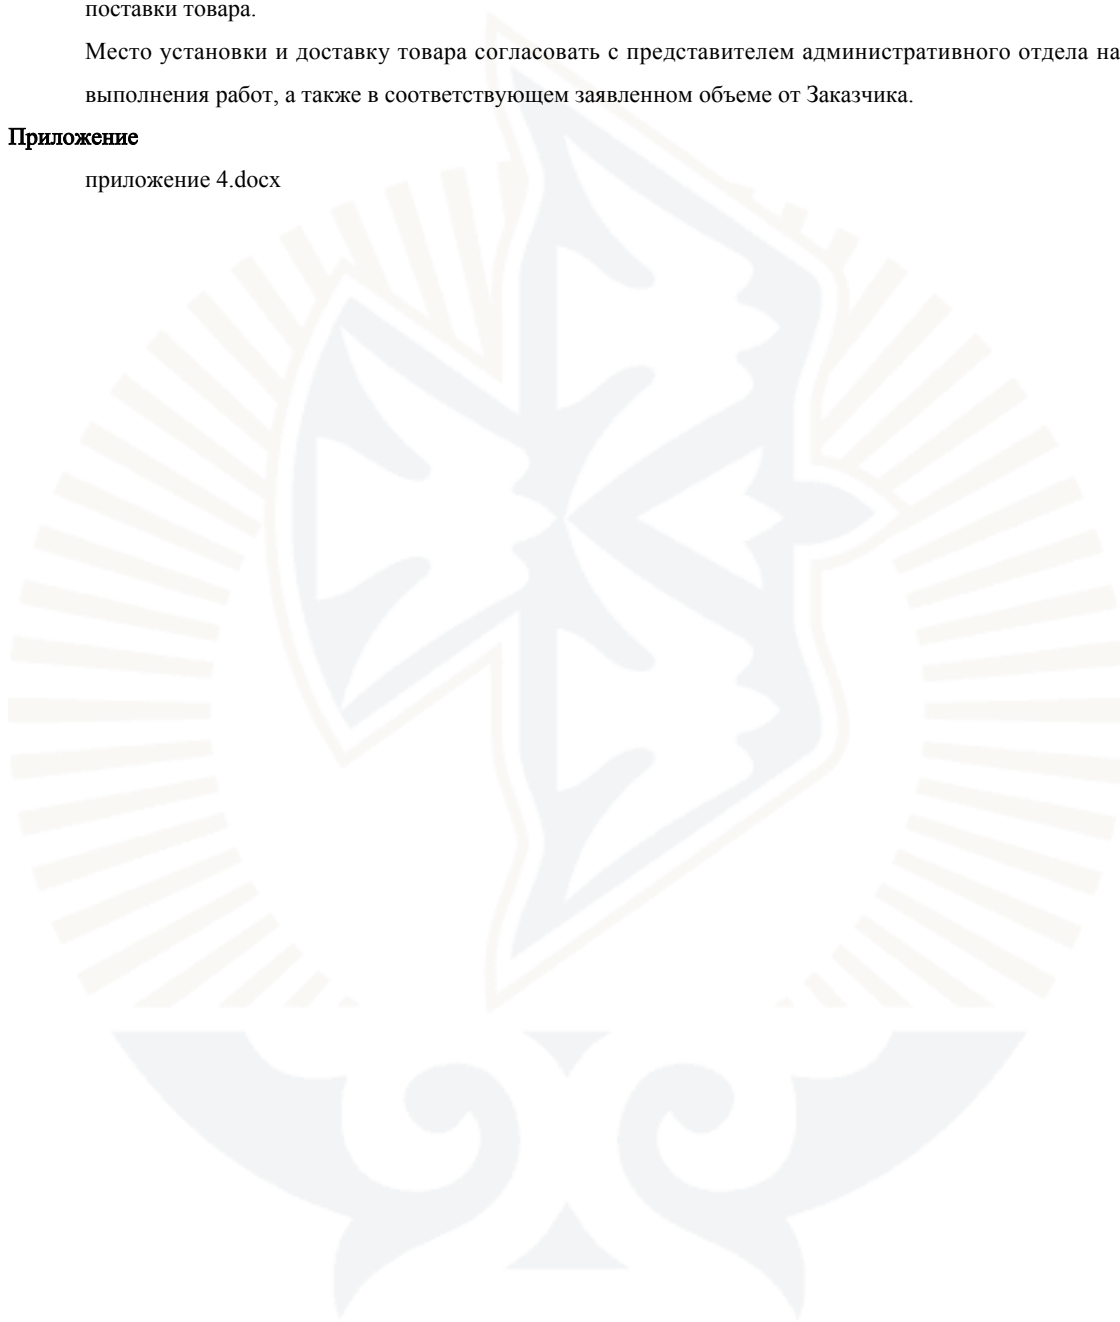 поставки товара.
Место установки и доставку товара согласовать с представителем административного отдела на
выполнения работ, а также в соответствующем заявленном объеме от Заказчика.
Приложение
приложение 4.docx